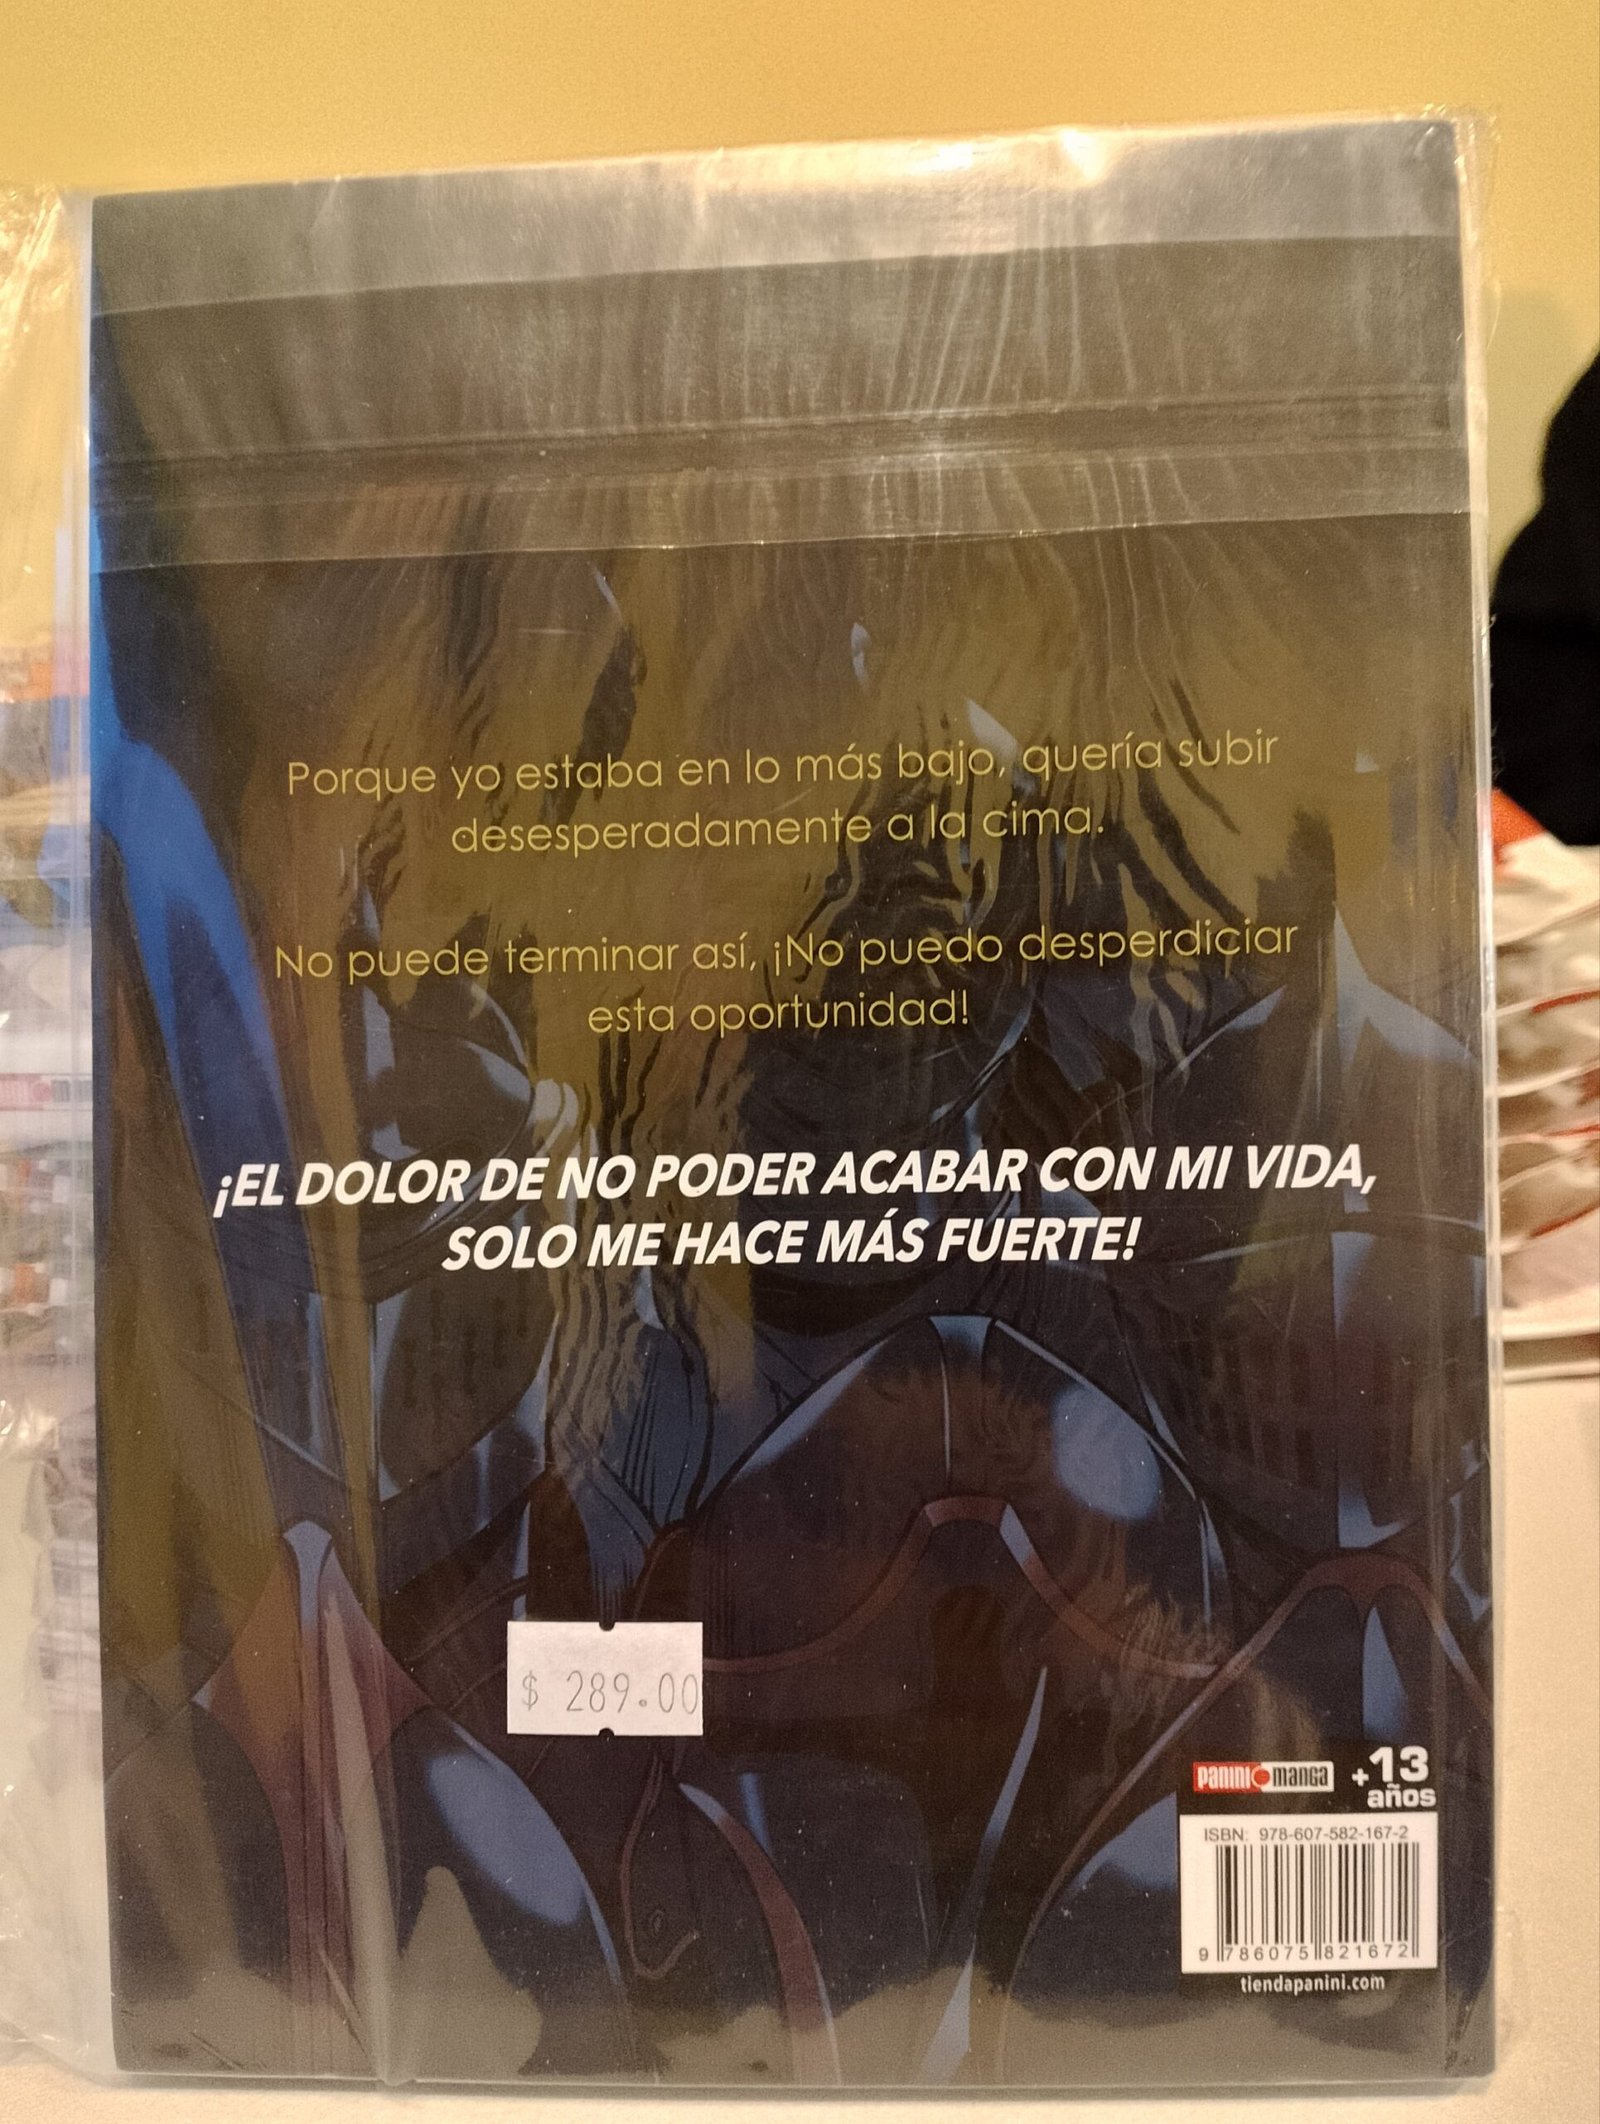 Porque yo estaba en lo más bajo, quería subir
desesperadamente a la cima.
No puede terminar así, ¡No puedo desperdiciar
esta oportunidad!
¡EL DOLOR DE NO PODER ACABAR CON MI VIDA,
SOLO ME HACE MÁS FUERTE!
$ 289.00
PANINI MANGA
+13
años
ISBN: 978-607-582-167-2
9 786075 821672
tiendapanini.com